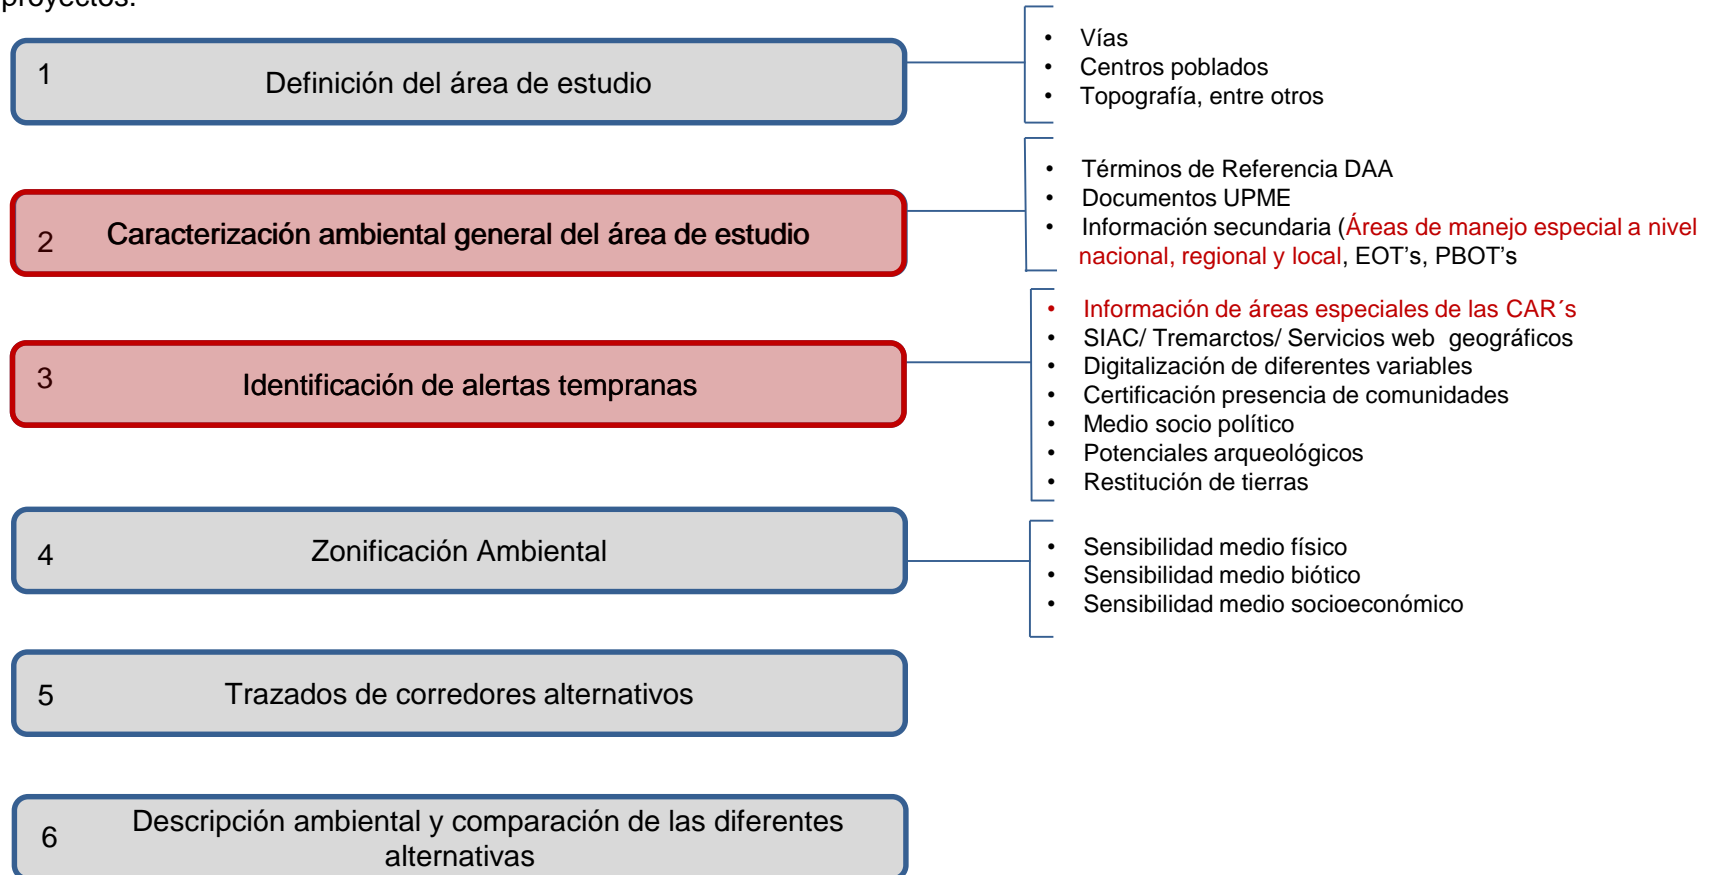 proyectos.
1
Definición del área de estudio
• Vías
• Centros poblados
• Topografía, entre otros
2
Caracterización ambiental general del área de estudio
• Términos de Referencia DAA
• Documentos UPME
• Información secundaria (Áreas de manejo especial a nivel
nacional, regional y local, EOT’s, PBOT’s
3
Identificación de alertas tempranas
• Información de áreas especiales de las CAR´s
• SIAC/ Tremarctos/ Servicios web geográficos
• Digitalización de diferentes variables
• Certificación presencia de comunidades
• Medio socio político
• Potenciales arqueológicos
• Restitución de tierras
4
Zonificación Ambiental
• Sensibilidad medio físico
• Sensibilidad medio biótico
• Sensibilidad medio socioeconómico
5
Trazados de corredores alternativos
6
Descripción ambiental y comparación de las diferentes
alternativas